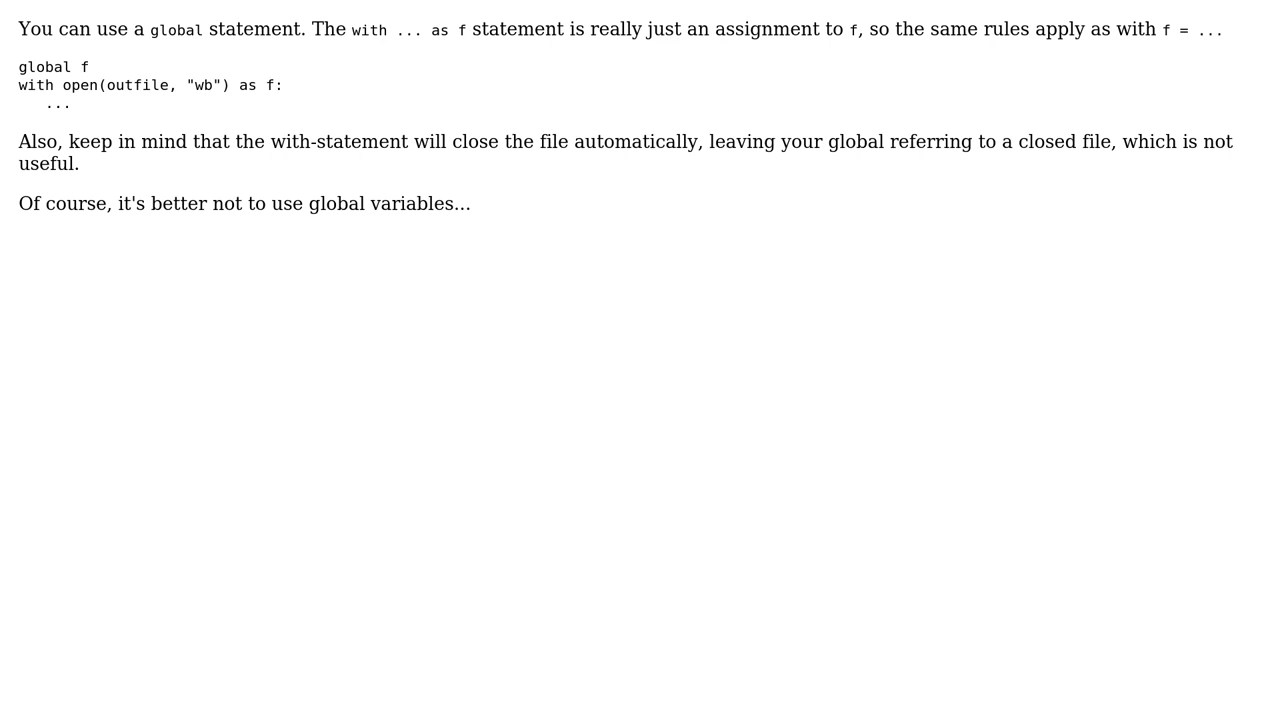 You can use a global statement. The with ... as f statement is really just an assignment to f, so the same rules apply as with f = ...
global f
with open(outfile, "wb") as f:
   ...
Also, keep in mind that the with-statement will close the file automatically, leaving your global referring to a closed file, which is not
useful.
Of course, it's better not to use global variables...